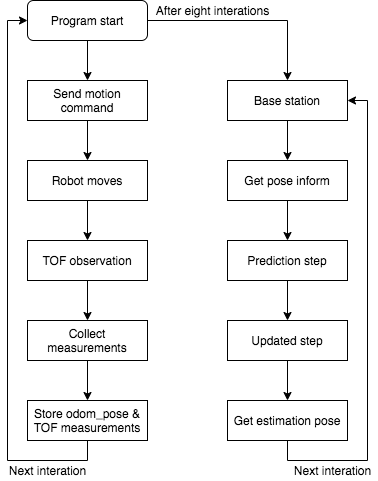 Program start
After eight interations
Send motion
command
Robot moves
TOF observation
Collect
measurements
Store odom_pose &
TOF measurements
Next interation
Base station
Get pose inform
Prediction step
Updated step
Get estimation pose
Next interation